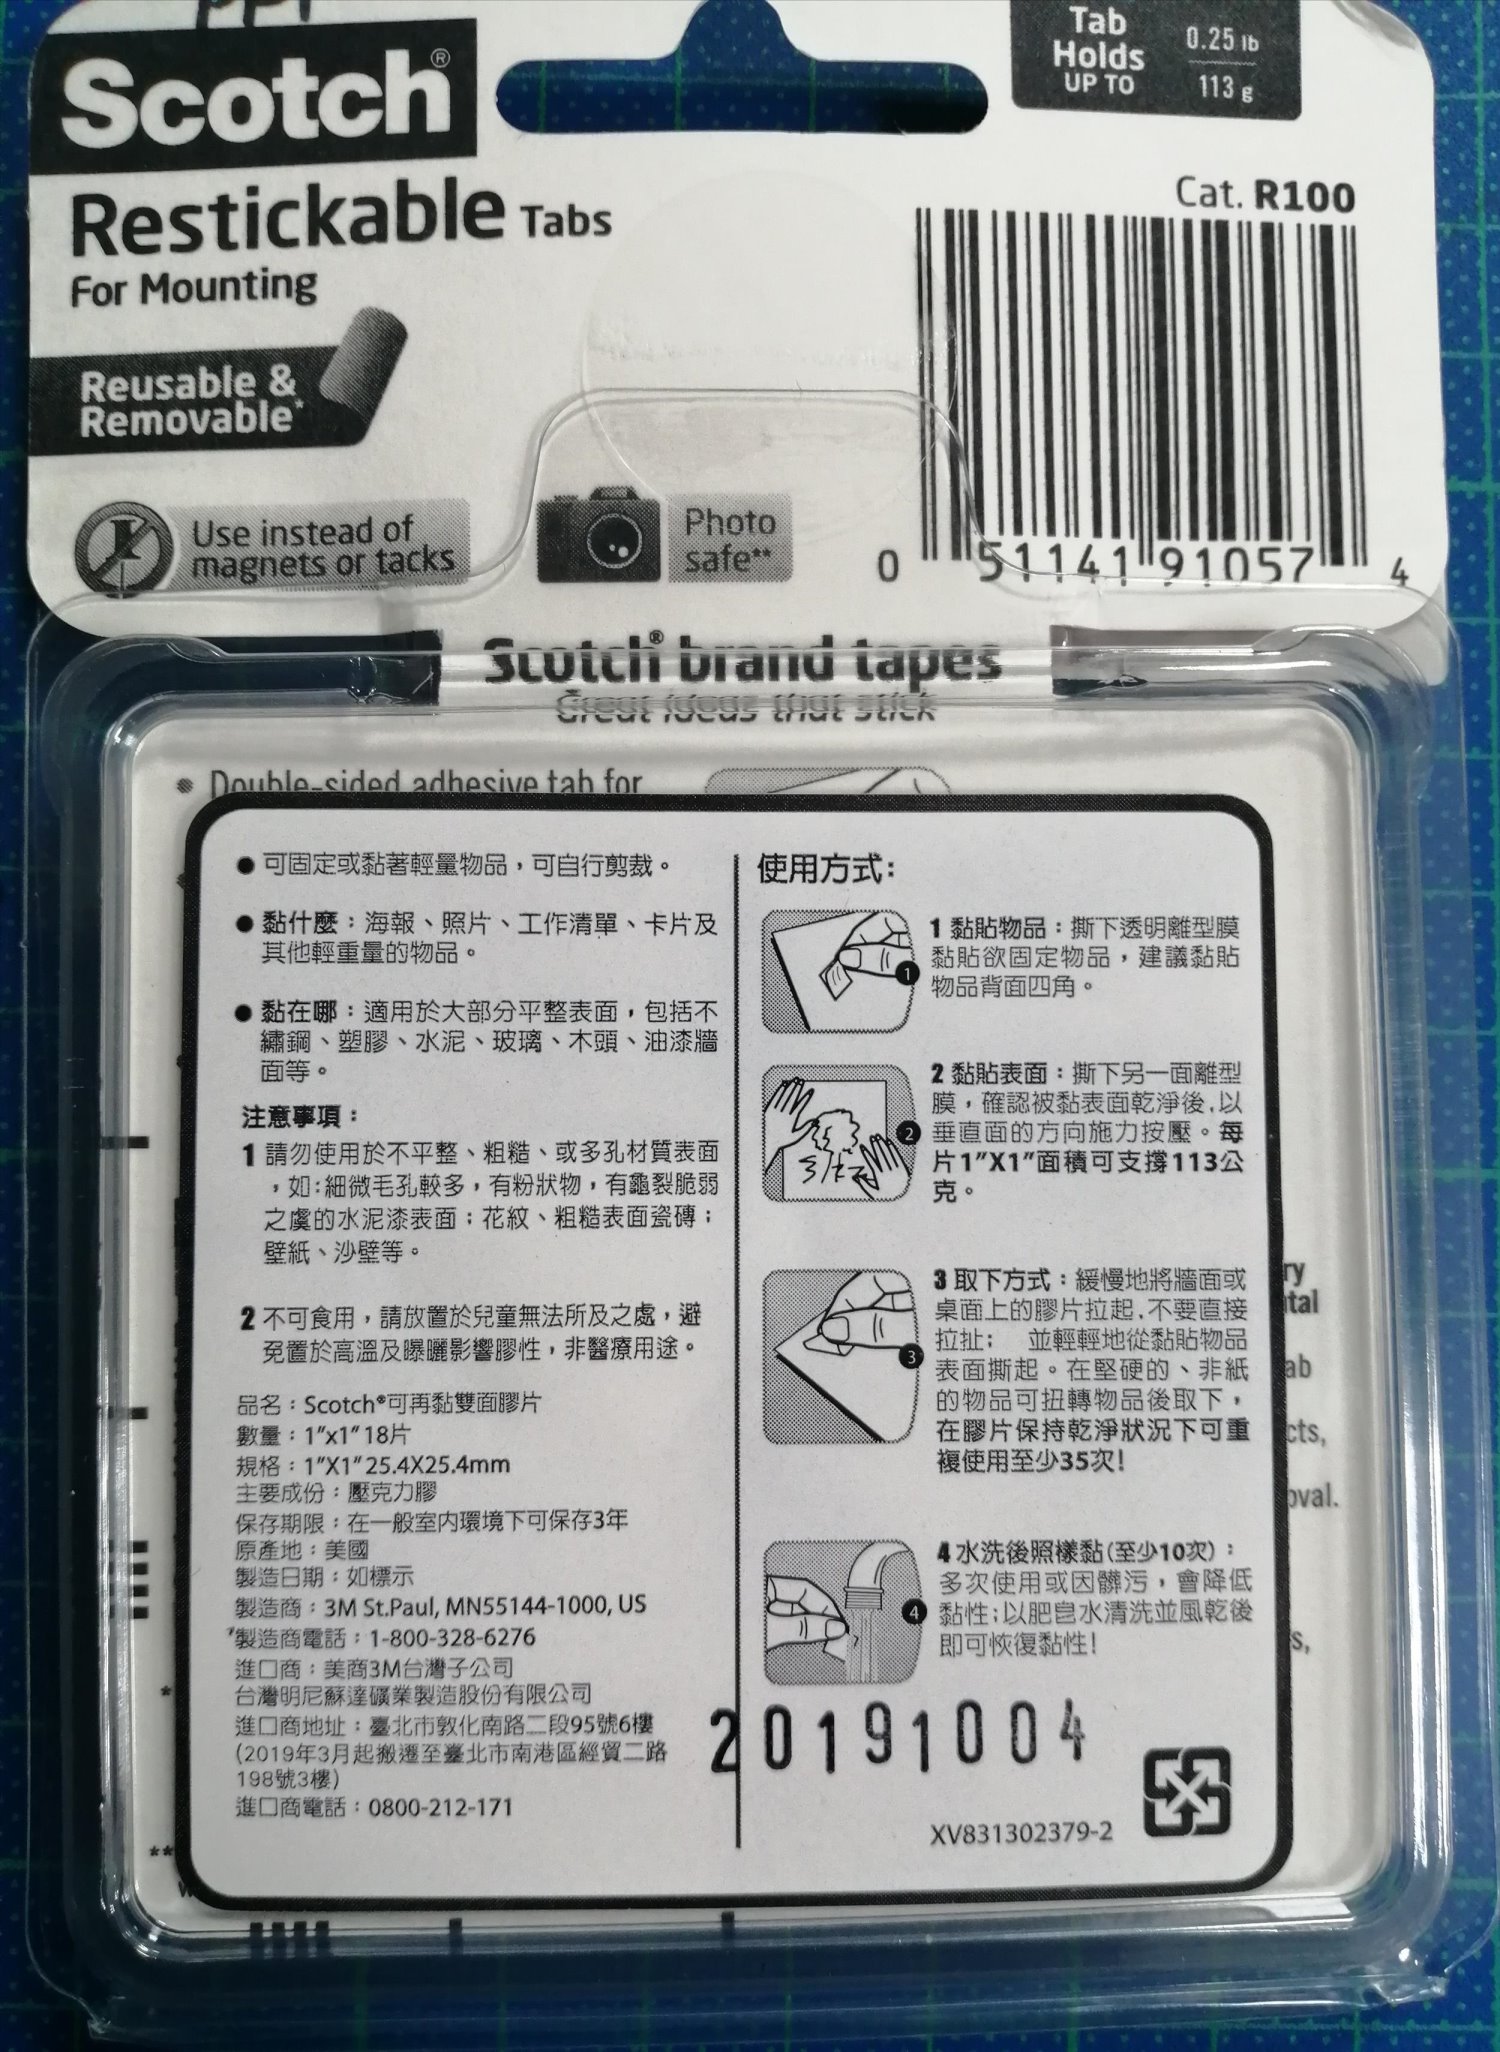 Scotch®
Restickable Tabs
For Mounting
Reusable &
Removable*
Use instead of
magnets or tacks
Photo
safe**
Tab
Holds
UP TO
0.25 lb
113 g
Cat. R100
0 51141 91057 4
Scotch® brand tapes
Great ideas that stick
• Double-sided adhesive tab for
● 可固定或黏著輕量物品，可自行剪裁。
● 黏什麼：海報、照片、工作清單、卡片及
其他輕重量的物品。
● 黏在哪：適用於大部分平整表面，包括不
繡鋼、塑膠、水泥、玻璃、木頭、油漆牆
面等。
注意事項：
1 請勿使用於不平整、粗糙、或多孔材質表面
，如:細微毛孔較多，有粉狀物，有龜裂脆弱
之虞的水泥漆表面；花紋、粗糙表面瓷磚；
壁紙、沙壁等。
2 不可食用，請放置於兒童無法所及之處，避
免置於高溫及曝曬影響膠性，非醫療用途。
品名：Scotch®可再黏雙面膠片
數量：1"x1" 18片
規格：1"X1" 25.4X25.4mm
主要成份：壓克力膠
保存期限：在一般室內環境下可保存3年
原產地：美國
製造日期：如標示
製造商：3M St.Paul, MN55144-1000, US
製造商電話：1-800-328-6276
進口商：美商3M台灣子公司
台灣明尼蘇達礦業製造股份有限公司
進口商地址：臺北市敦化南路二段95號6樓
(2019年3月起搬遷至臺北市南港區經貿二路
198號3樓)
進口商電話：0800-212-171
使用方式:
1 黏貼物品：撕下透明離型膜
黏貼欲固定物品，建議黏貼
物品背面四角。
2 黏貼表面：撕下另一面離型
膜，確認被黏表面乾淨後,以
垂直面的方向施力按壓。每
片1"X1"面積可支撐113公
克。
3 取下方式：緩慢地將牆面或
桌面上的膠片拉起,不要直接
拉扯; 並輕輕地從黏貼物品
表面撕起。在堅硬的、非紙
的物品可扭轉物品後取下，
在膠片保持乾淨狀況下可重
複使用至少35次!
4 水洗後照樣黏(至少10次)：
多次使用或因髒污，會降低
黏性;以肥皂水清洗並風乾後
即可恢復黏性!
20191004
XV831302379-2